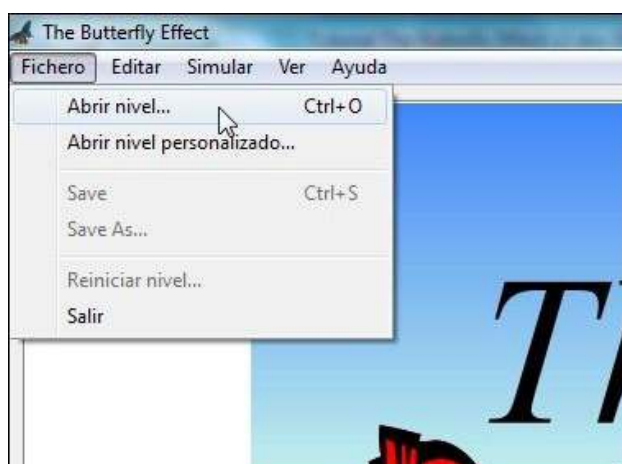 The Butterfly Effect
Fichero Editar Simular Ver Ayuda
Abrir nivel... Ctrl+O
Abrir nivel personalizado...
Save Ctrl+S
Save As...
Reiniciar nivel...
Salir
Th